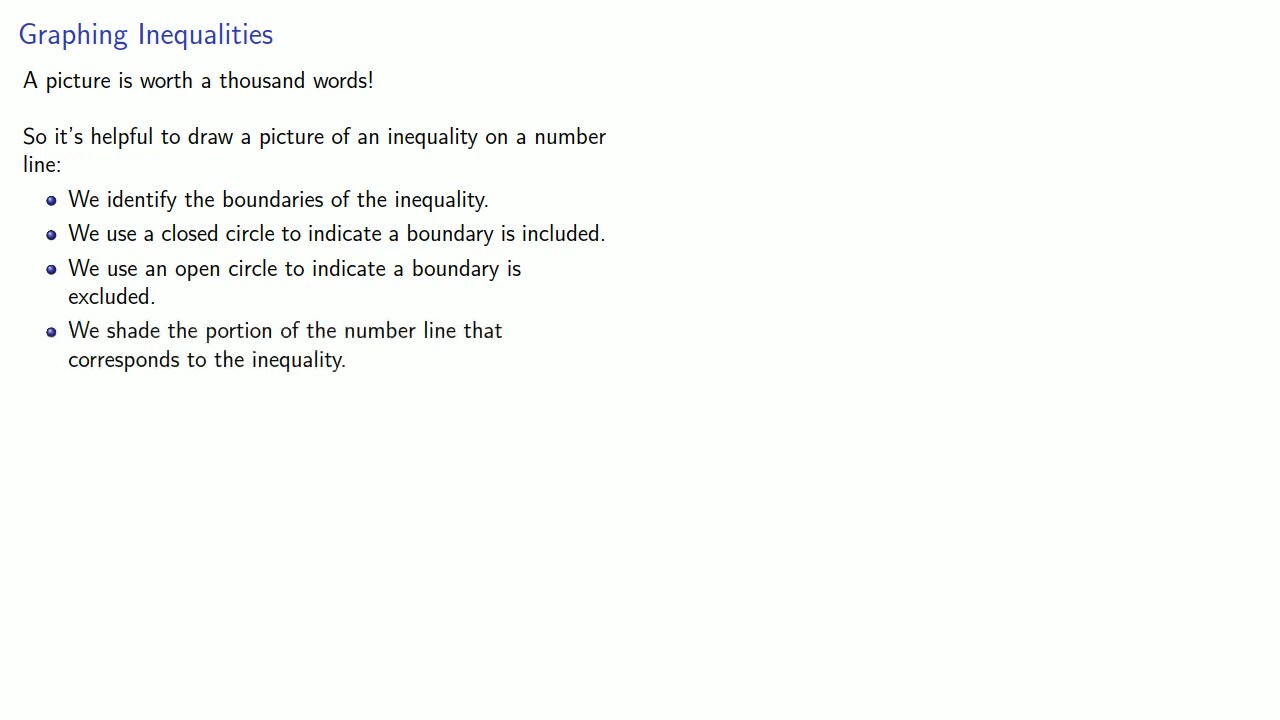 Graphing Inequalities
A picture is worth a thousand words!
So it's helpful to draw a picture of an inequality on a number
line:
We identify the boundaries of the inequality.
We use a closed circle to indicate a boundary is included.
We use an open circle to indicate a boundary is
excluded.
We shade the portion of the number line that
corresponds to the inequality.